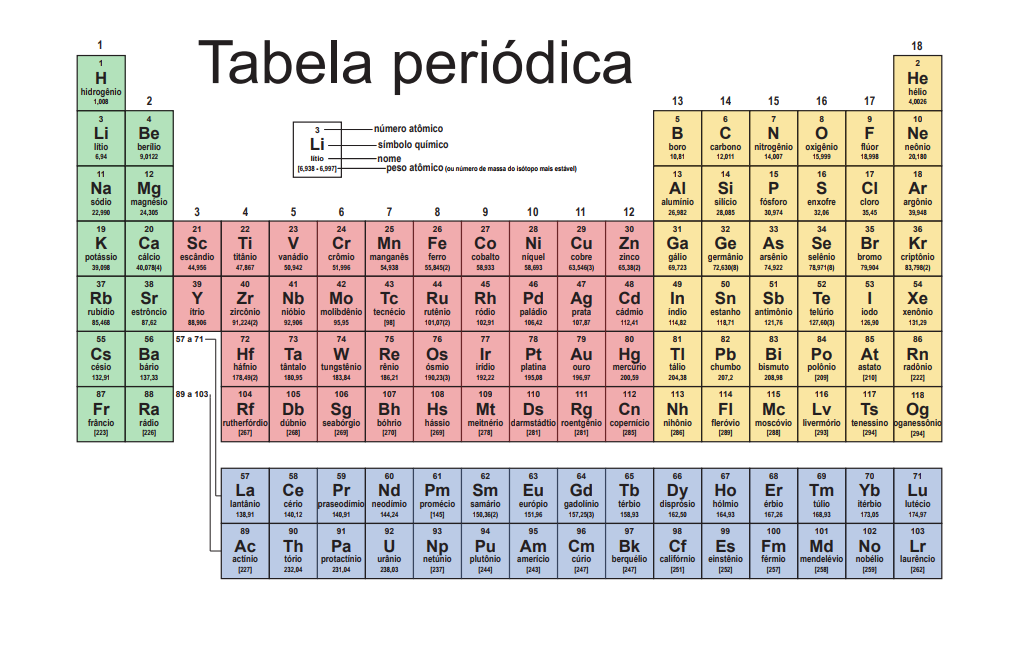 Tabela periódica
1 18
1 2
H He
hidrogênio hélio
1,008 4,0026
2 13 14 15 16 17
3 4 5 6 7 8 9 10
Li Be B C N O F Ne
lítio berílio boro carbono nitrogênio oxigênio flúor neônio
6,94 9,0122 10,81 12,011 14,007 15,999 18,998 20,180
3 número atômico
Li símbolo químico
lítio nome
[6,938 - 6,997] peso atômico (ou número de massa do isótopo mais estável)
11 12 13 14 15 16 17 18
Na Mg Al Si P S Cl Ar
sódio magnésio alumínio silício fósforo enxofre cloro argônio
22,990 24,305 26,982 28,085 30,974 32,06 35,45 39,948
3 4 5 6 7 8 9 10 11 12
19 20 21 22 23 24 25 26 27 28 29 30 31 32 33 34 35 36
K Ca Sc Ti V Cr Mn Fe Co Ni Cu Zn Ga Ge As Se Br Kr
potássio cálcio escândio titânio vanádio crômio manganês ferro cobalto níquel cobre zinco gálio germânio arsênio selênio bromo criptônio
39,098 40,078(4) 44,956 47,867 50,942 51,996 54,938 55,845(2) 58,933 58,693 63,546(3) 65,38(2) 69,723 72,630(8) 74,922 78,971(8) 79,904 83,798(2)
37 38 39 40 41 42 43 44 45 46 47 48 49 50 51 52 53 54
Rb Sr Y Zr Nb Mo Tc Ru Rh Pd Ag Cd In Sn Sb Te I Xe
rubídio estrôncio ítrio zircônio nióbio molibdênio tecnécio rutênio ródio paládio prata cádmio índio estanho antimônio telúrio iodo xenônio
85,468 87,62 88,906 91,224(2) 92,906 95,95 [98] 101,07(2) 102,91 106,42 107,87 112,41 114,82 118,71 121,76 127,60(3) 126,90 131,29
55 56 57 a 71 72 73 74 75 76 77 78 79 80 81 82 83 84 85 86
Cs Ba Hf Ta W Re Os Ir Pt Au Hg Tl Pb Bi Po At Rn
césio bário háfnio tântalo tungstênio rênio ósmio irídio platina ouro mercúrio tálio chumbo bismuto polônio astato radônio
132,91 137,33 178,49(2) 180,95 183,84 186,21 190,23(3) 192,22 195,08 196,97 200,59 204,38 207,2 208,98 [209] [210] [222]
87 88 89 a 103 104 105 106 107 108 109 110 111 112 113 114 115 116 117 118
Fr Ra Rf Db Sg Bh Hs Mt Ds Rg Cn Nh Fl Mc Lv Ts Og
frâncio rádio rutherfórdio dúbnio seabórgio bóhrio hássio meitnério darmstádtio roentgênio copernício nihônio fleróvio moscóvio livermório tenessino oganessônio
[223] [226] [267] [268] [269] [270] [269] [278] [281] [281] [285] [286] [289] [288] [293] [294] [294]
57 58 59 60 61 62 63 64 65 66 67 68 69 70 71
La Ce Pr Nd Pm Sm Eu Gd Tb Dy Ho Er Tm Yb Lu
lantânio cério praseodímio neodímio promécio samário európio gadolínio térbio disprósio hólmio érbio túlio itérbio lutécio
138,91 140,12 140,91 144,24 [145] 150,36(2) 151,96 157,25(3) 158,93 162,50 164,93 167,26 168,93 173,05 174,97
89 90 91 92 93 94 95 96 97 98 99 100 101 102 103
Ac Th Pa U Np Pu Am Cm Bk Cf Es Fm Md No Lr
actínio tório protactínio urânio netúnio plutônio amerício cúrio berquélio califórnio einstênio férmio mendelévio nobélio laurêncio
[227] 232,04 231,04 238,03 [237] [244] [243] [247] [247] [251] [252] [257] [258] [259] [262]